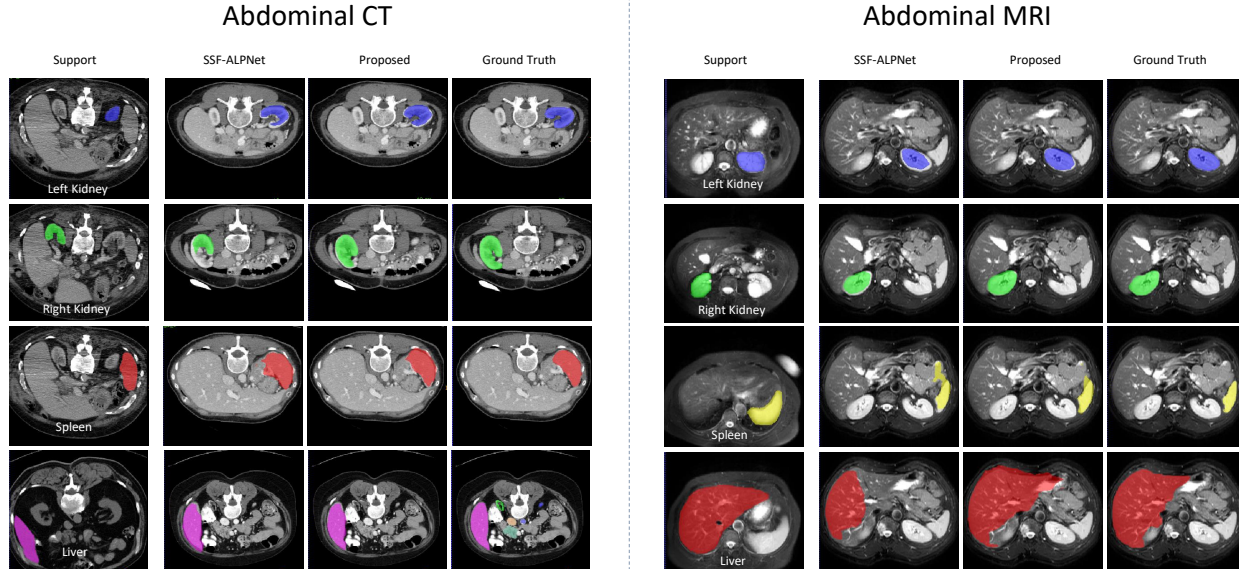 Abdominal CT
Abdominal MRI
Support
SSF-ALPNet
Proposed
Ground Truth
Support
SSF-ALPNet
Proposed
Ground Truth
Left Kidney
Left Kidney
Right Kidney
Right Kidney
Spleen
Spleen
Liver
Liver